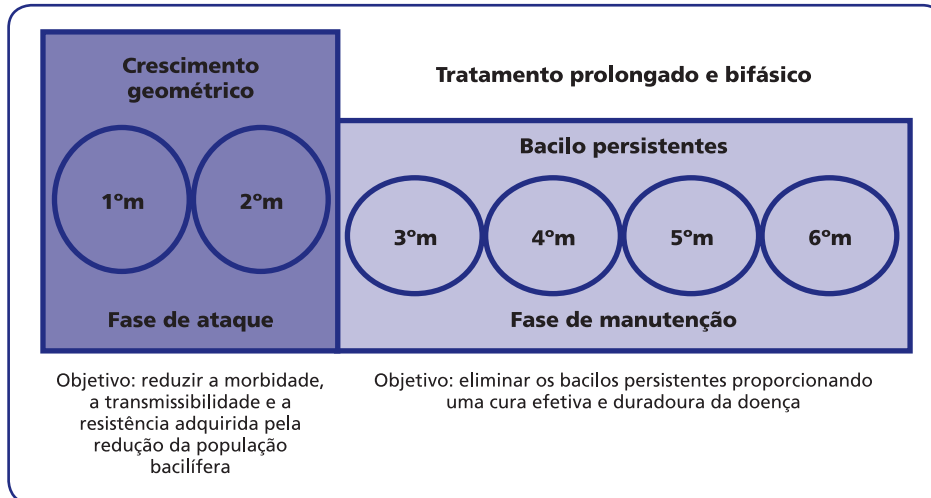 Crescimento
geométrico
1ºm
2ºm
Fase de ataque
Objetivo: reduzir a morbidade,
a transmissibilidade e a
resistência adquirida pela
redução da população
bacilífera
Tratamento prolongado e bifásico
Bacilo persistentes
3ºm
4ºm
5ºm
6ºm
Fase de manutenção
Objetivo: eliminar os bacilos persistentes proporcionando
uma cura efetiva e duradoura da doença